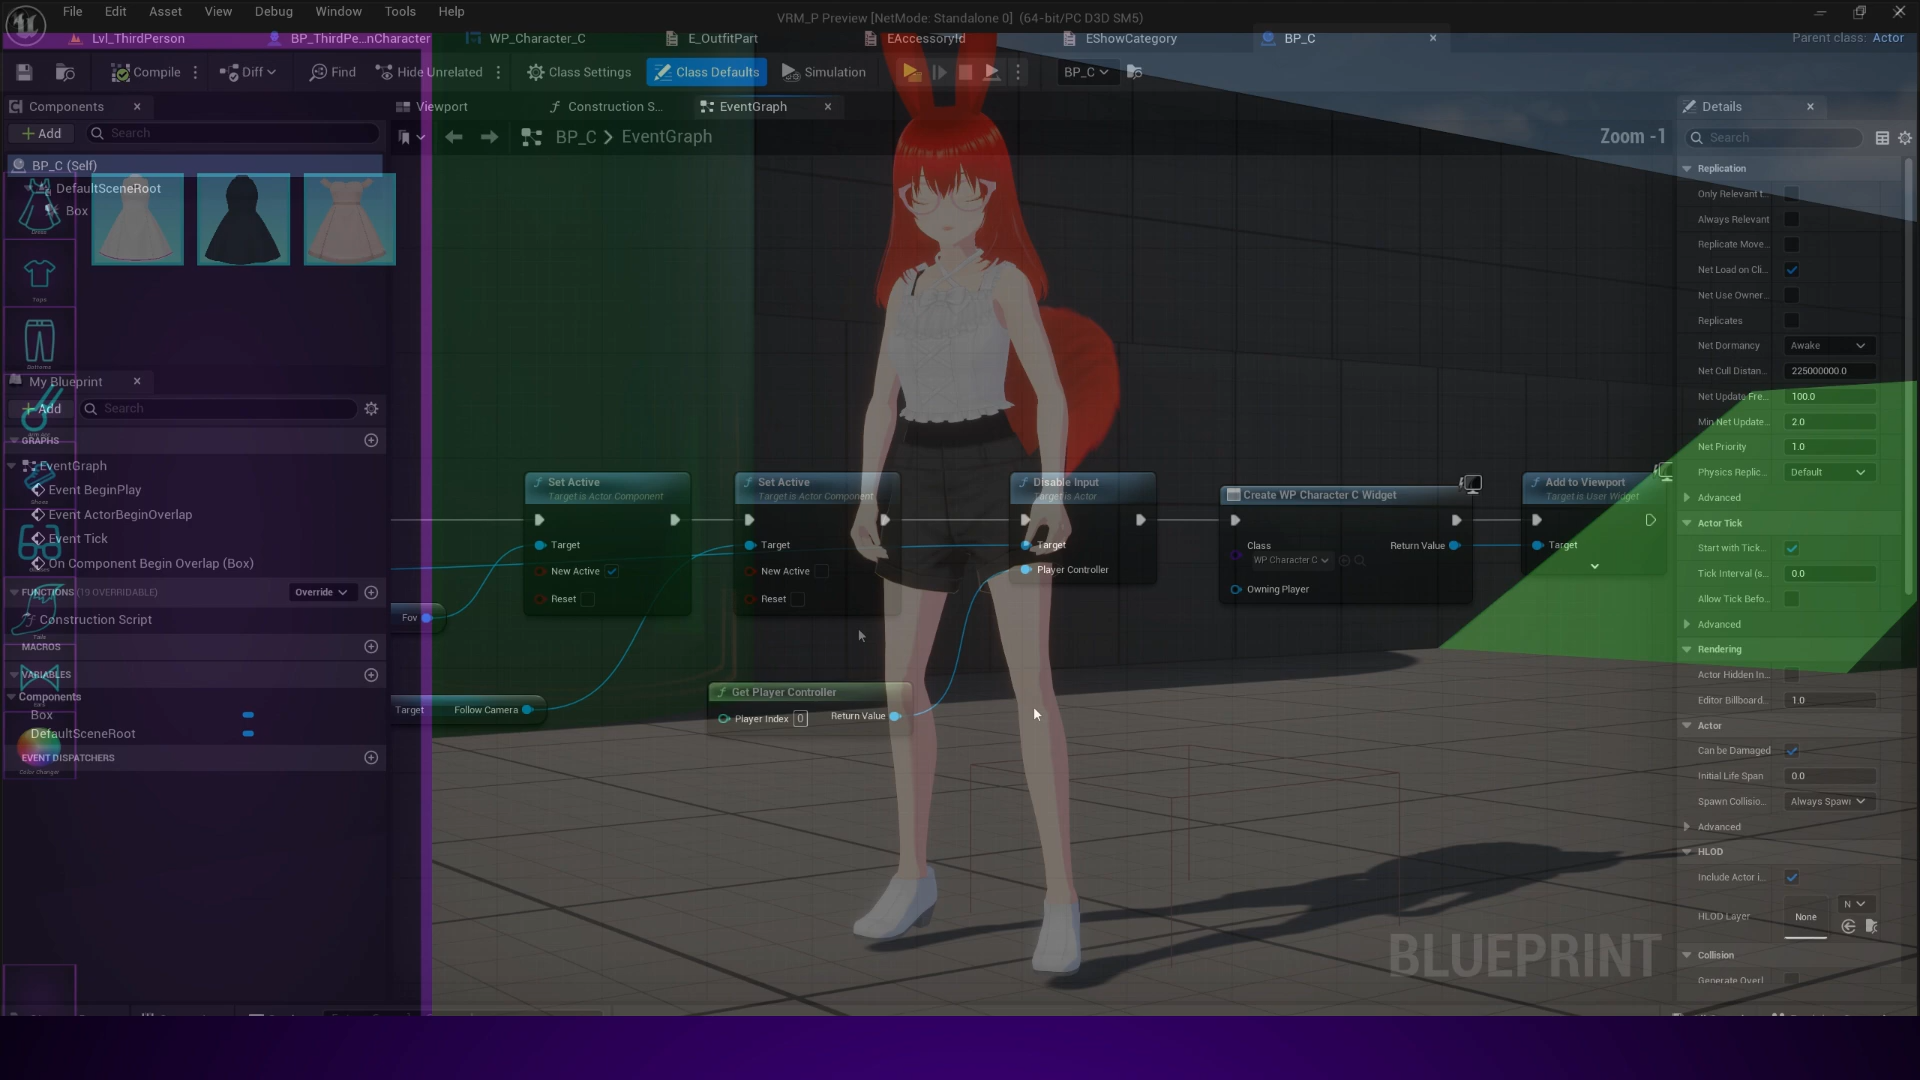 File Edit Asset View Debug Window Tools Help
VRM_P Preview [NetMode: Standalone 0] (64-bit/PC D3D SM5)
Lvl_ThirdPerson
BP_ThirdPe...nCharacter
WP_Character_C
E_OutfitPart
EAccessoryId
EShowCategory
BP_C
Parent class: Actor
Compile
Diff
Find
Hide Unrelated
Class Settings
Class Defaults
Simulation
BP_C
Components
Viewport
Construction S...
EventGraph
Details
Add
Search
BP_C > EventGraph
Zoom -1
Search
BP_C (Self)
DefaultSceneRoot
Box
Dress
Tops
Bottoms
My Blueprint
Add
Search
GRAPHS
EventGraph
Event BeginPlay
Event ActorBeginOverlap
Event Tick
On Component Begin Overlap (Box)
FUNCTIONS (19 OVERRIDABLE)
Override
Construction Script
Tails
MACROS
VARIABLES
Components
Box
DefaultSceneRoot
EVENT DISPATCHERS
Color Changer
Fov
Target
Follow Camera
Set Active
Target is Actor Component
Target
New Active
Reset
Set Active
Target is Actor Component
Target
New Active
Reset
Get Player Controller
Player Index 0
Return Value
Disable Input
Target is Actor
Target
Player Controller
Create WP Character C Widget
Class
WP Character C
Return Value
Owning Player
Add to Viewport
Target is User Widget
Target
BLUEPRINT
Replication
Only Relevant t...
Always Relevant
Replicate Move...
Net Load on Cli...
Net Use Owner...
Replicates
Net Dormancy Awake
Net Cull Distan... 225000000.0
Net Update Fre... 100.0
Min Net Update... 2.0
Net Priority 1.0
Physics Replic... Default
Advanced
Actor Tick
Start with Tick...
Tick Interval (s... 0.0
Allow Tick Befo...
Advanced
Rendering
Actor Hidden In...
Editor Billboard... 1.0
Actor
Can be Damaged
Initial Life Span 0.0
Spawn Collisio... Always Spawn
Advanced
HLOD
Include Actor i...
HLOD Layer
None
N
Collision
Generate Overl